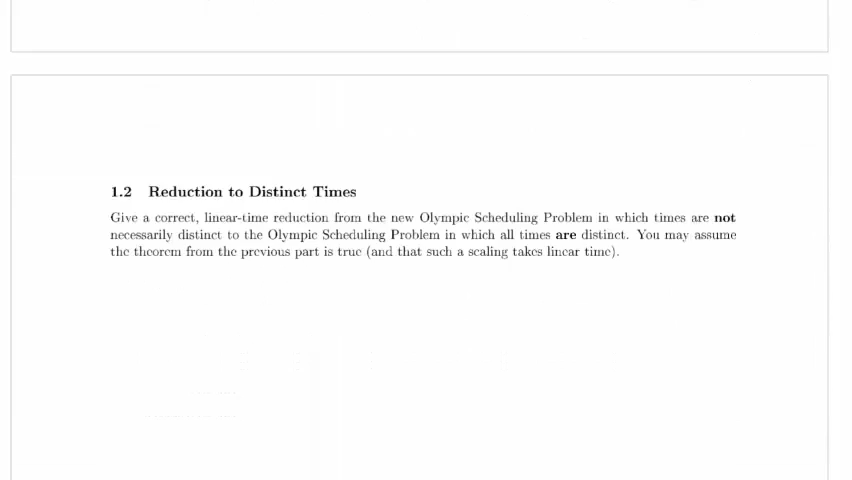 1.2 Reduction to Distinct Times
Give a correct, linear-time reduction from the new Olympic Scheduling Problem in which times are not
necessarily distinct to the Olympic Scheduling Problem in which all times are distinct. You may assume
the theorem from the previous part is true (and that such a scaling takes linear time).